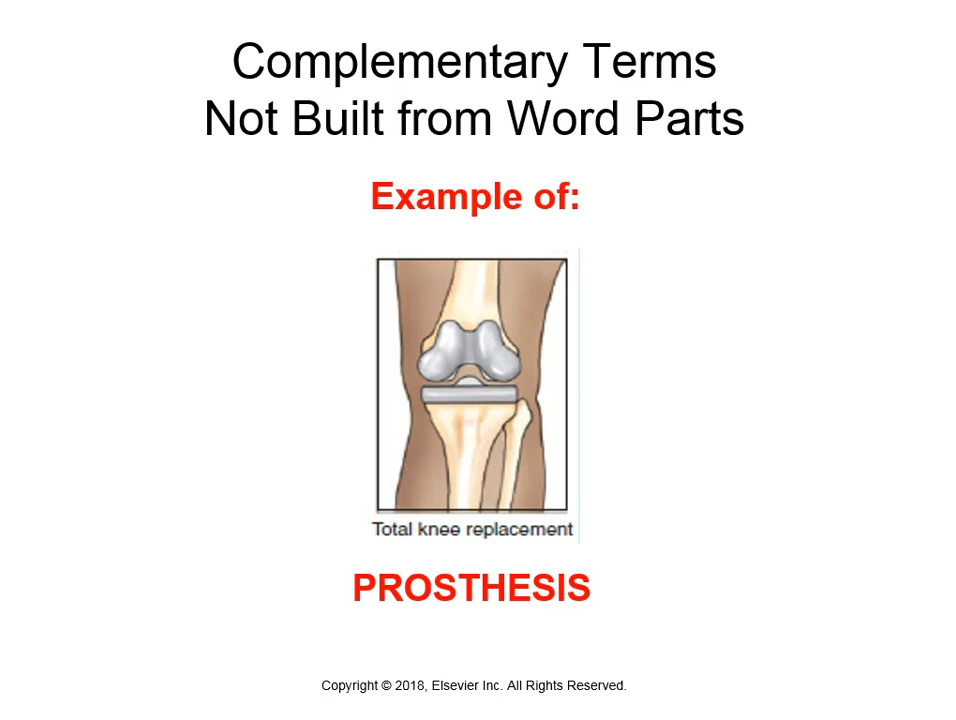 Complementary Terms
Not Built from Word Parts
Example of:
Total knee replacement
PROSTHESIS
Copyright © 2018, Elsevier Inc. All Rights Reserved.